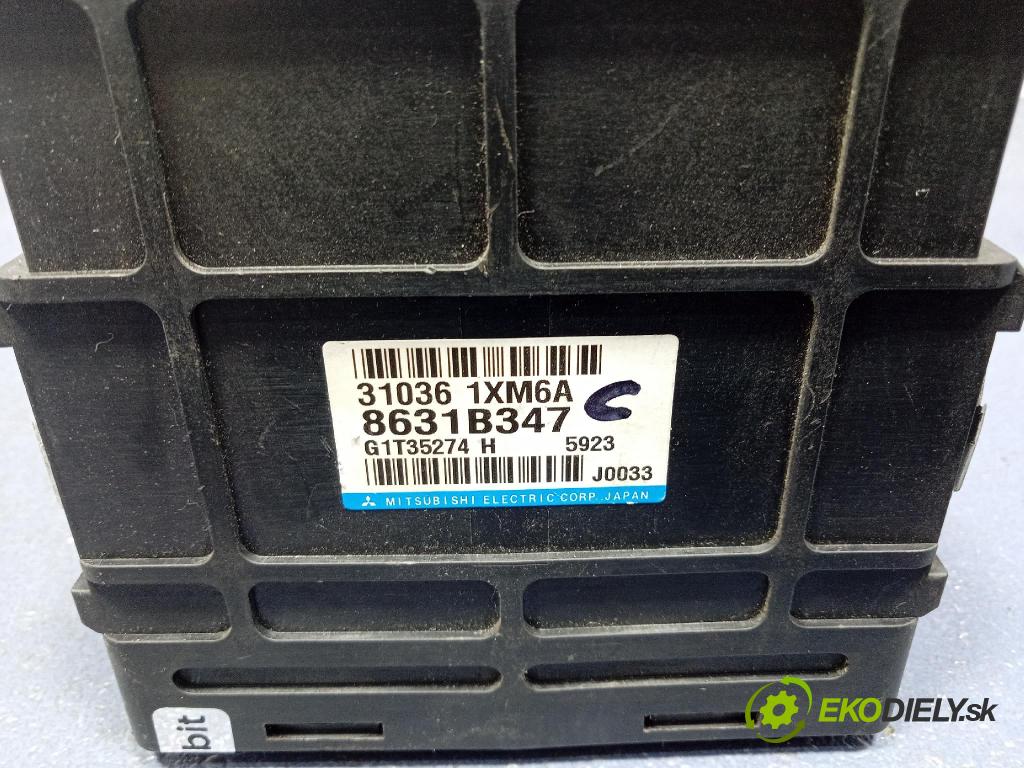 31036 1XM6A
C
8631B347
G1T35274 H 5923
J0033
MITSUBISHI ELECTRIC CORP. JAPAN
bit
EKODIELY.sk